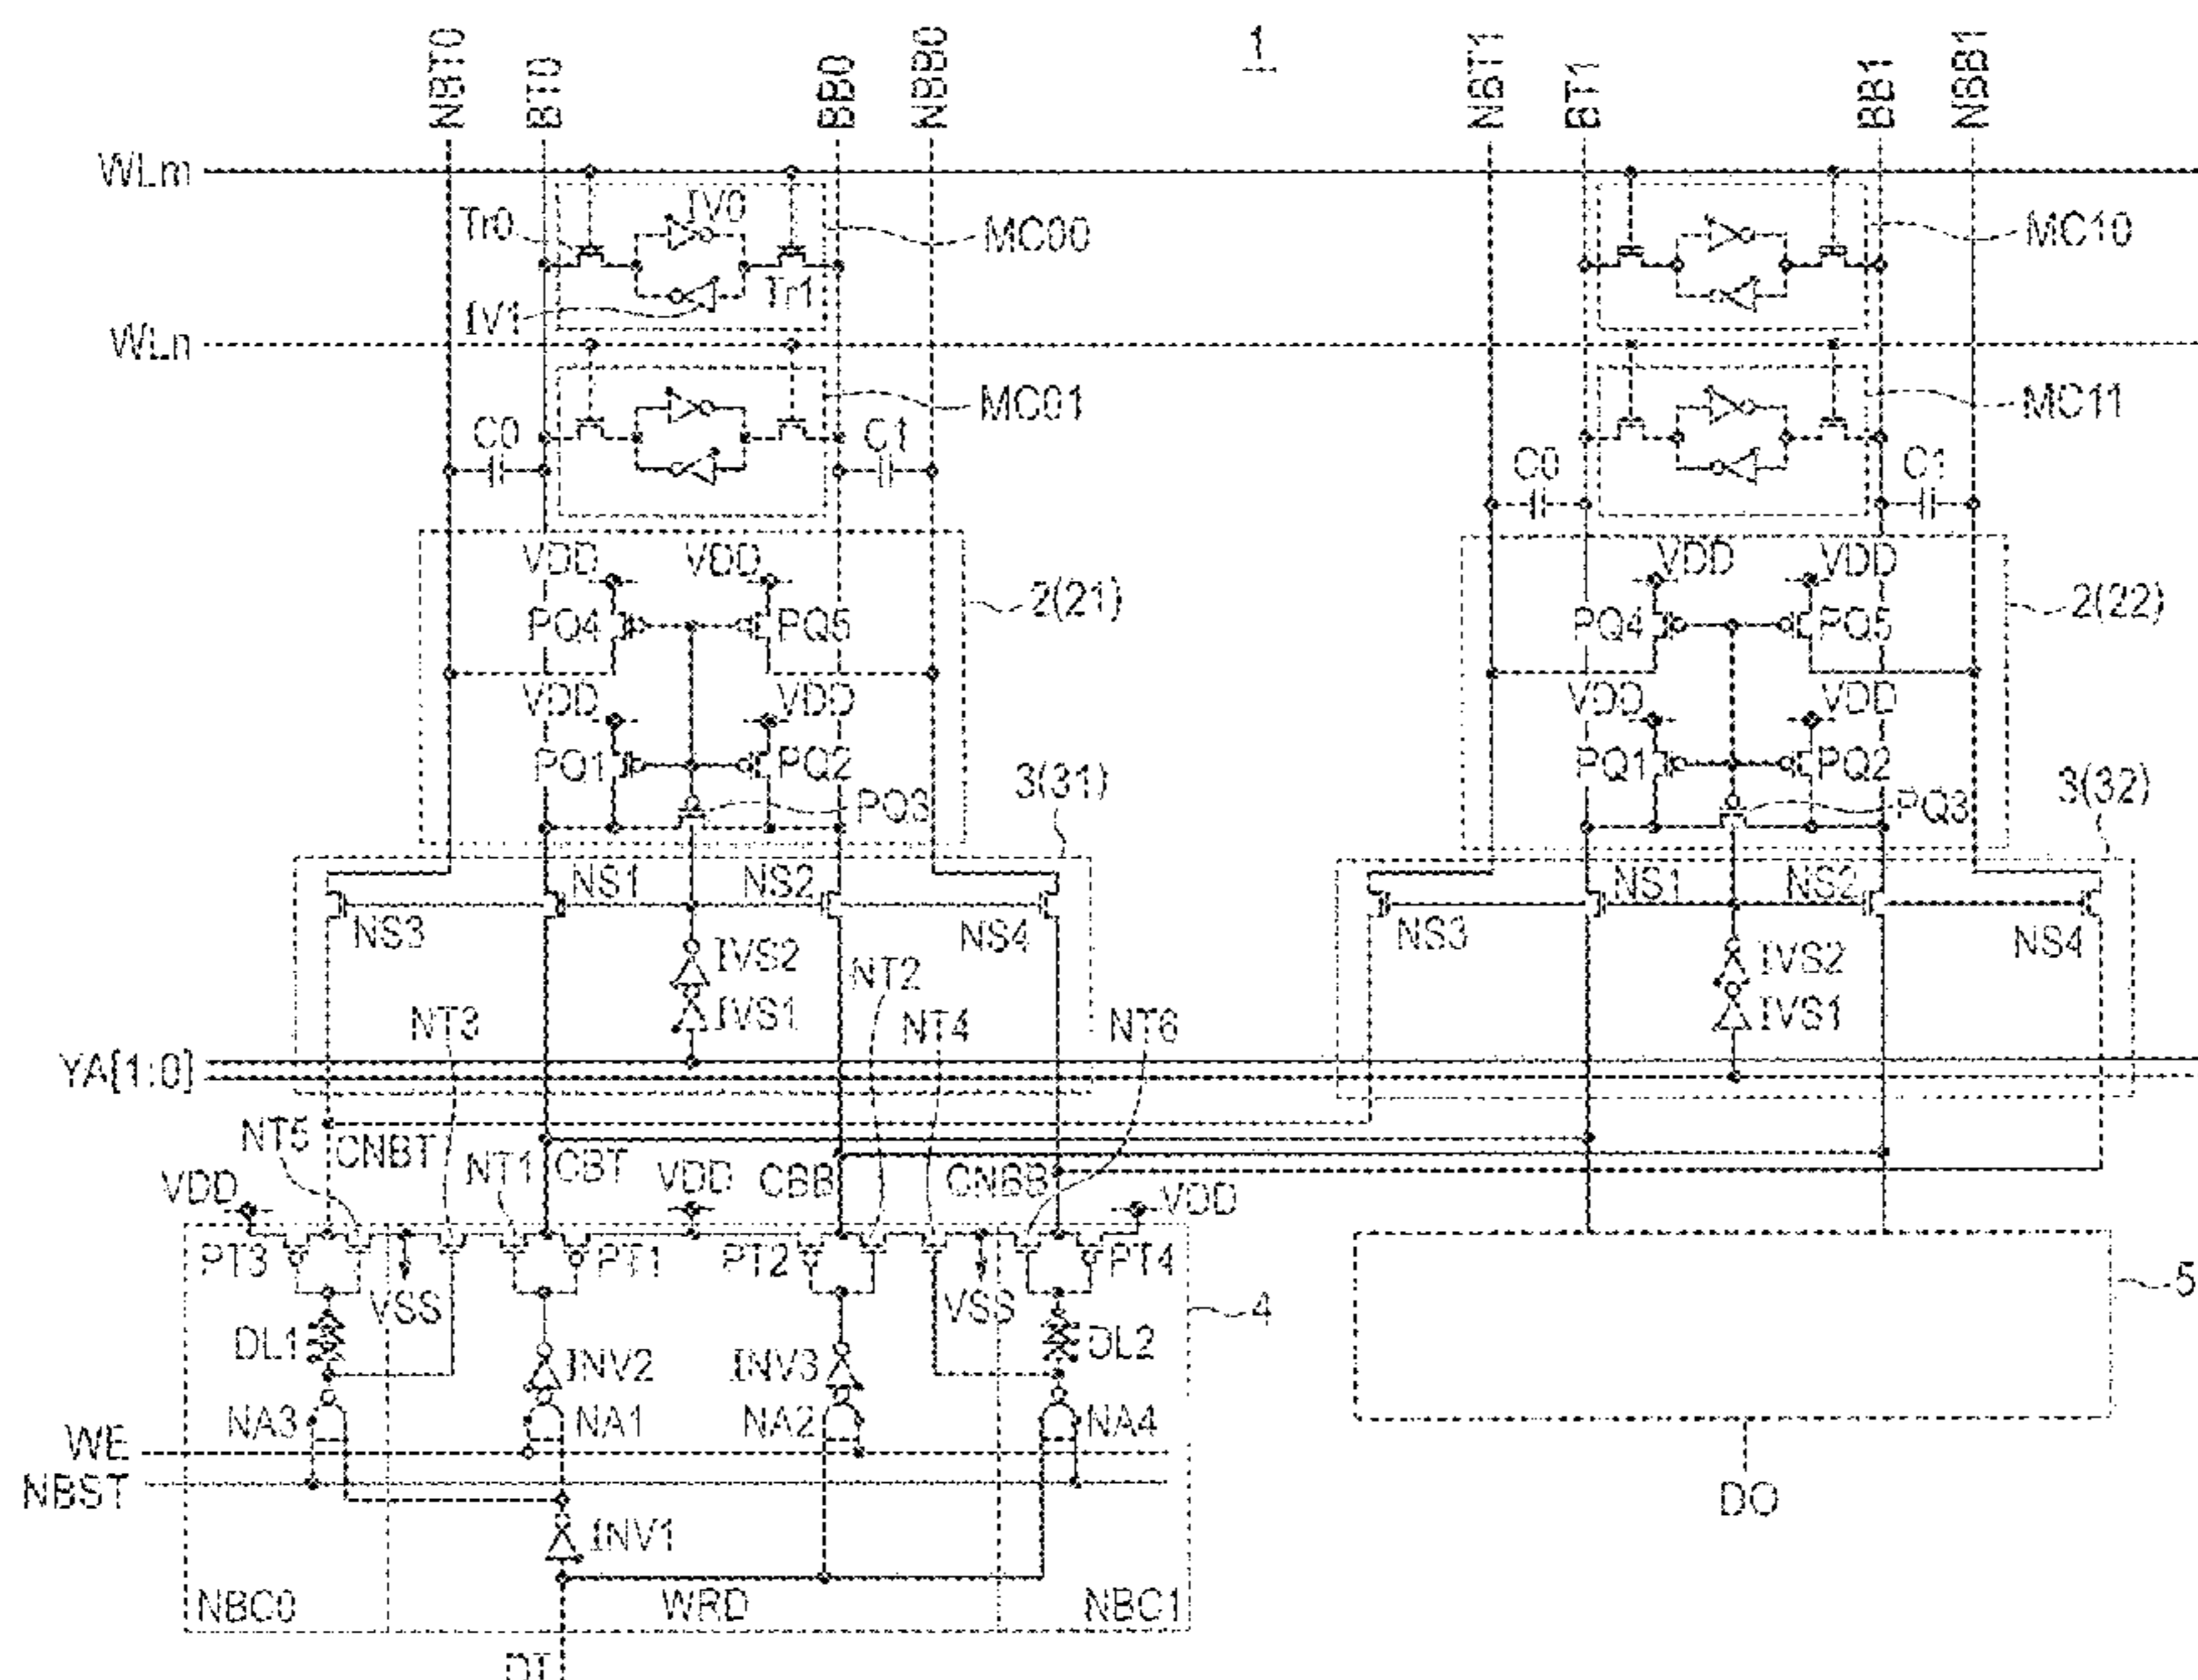 1
NBT0
BT0
BB0
NBB0
NBT1
BT1
BB1
NBB1
WLm
Tr0
IV0
MC00
MC10
Tr1
IV1
WLn
MC01
MC11
C0
C1
C0
C1
VDD
VDD
VDD
VDD
2(21)
2(22)
PQ4
PQ5
PQ4
PQ5
VDD
VDD
VDD
VDD
PQ1
PQ2
PQ1
PQ2
PQ3
PQ3
3(31)
3(32)
NS1
NS2
NS1
NS2
NS3
NS4
NS3
NS4
IVS2
IVS2
IVS1
IVS1
NT2
NT3
NT4
NT6
YA[1:0]
NT5
CNBT
NT1
CBT
VDD
CBB
CNBB
VDD
VDD
PT3
PT1
PT2
PT4
VSS
VSS
4
5
DL1
DL2
INV2
INV3
NA3
NA1
NA2
NA4
WE
NBST
DO
INV1
NBC0
WRD
NBC1